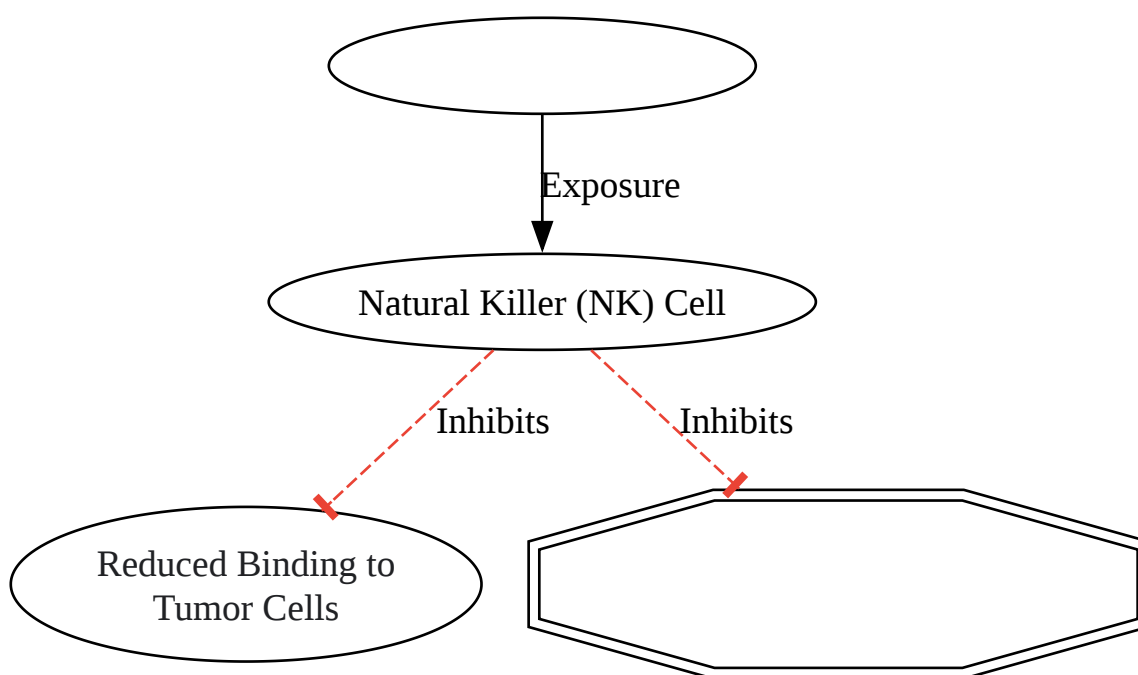 Exposure
Natural Killer (NK) Cell
Inhibits
Inhibits
Reduced Binding to
Tumor Cells